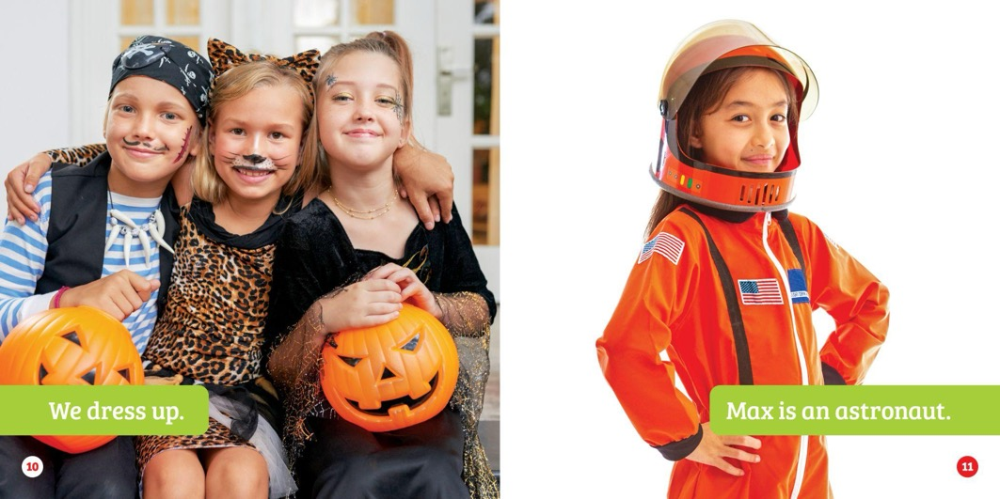 We dress up.
10
Max is an astronaut.
11